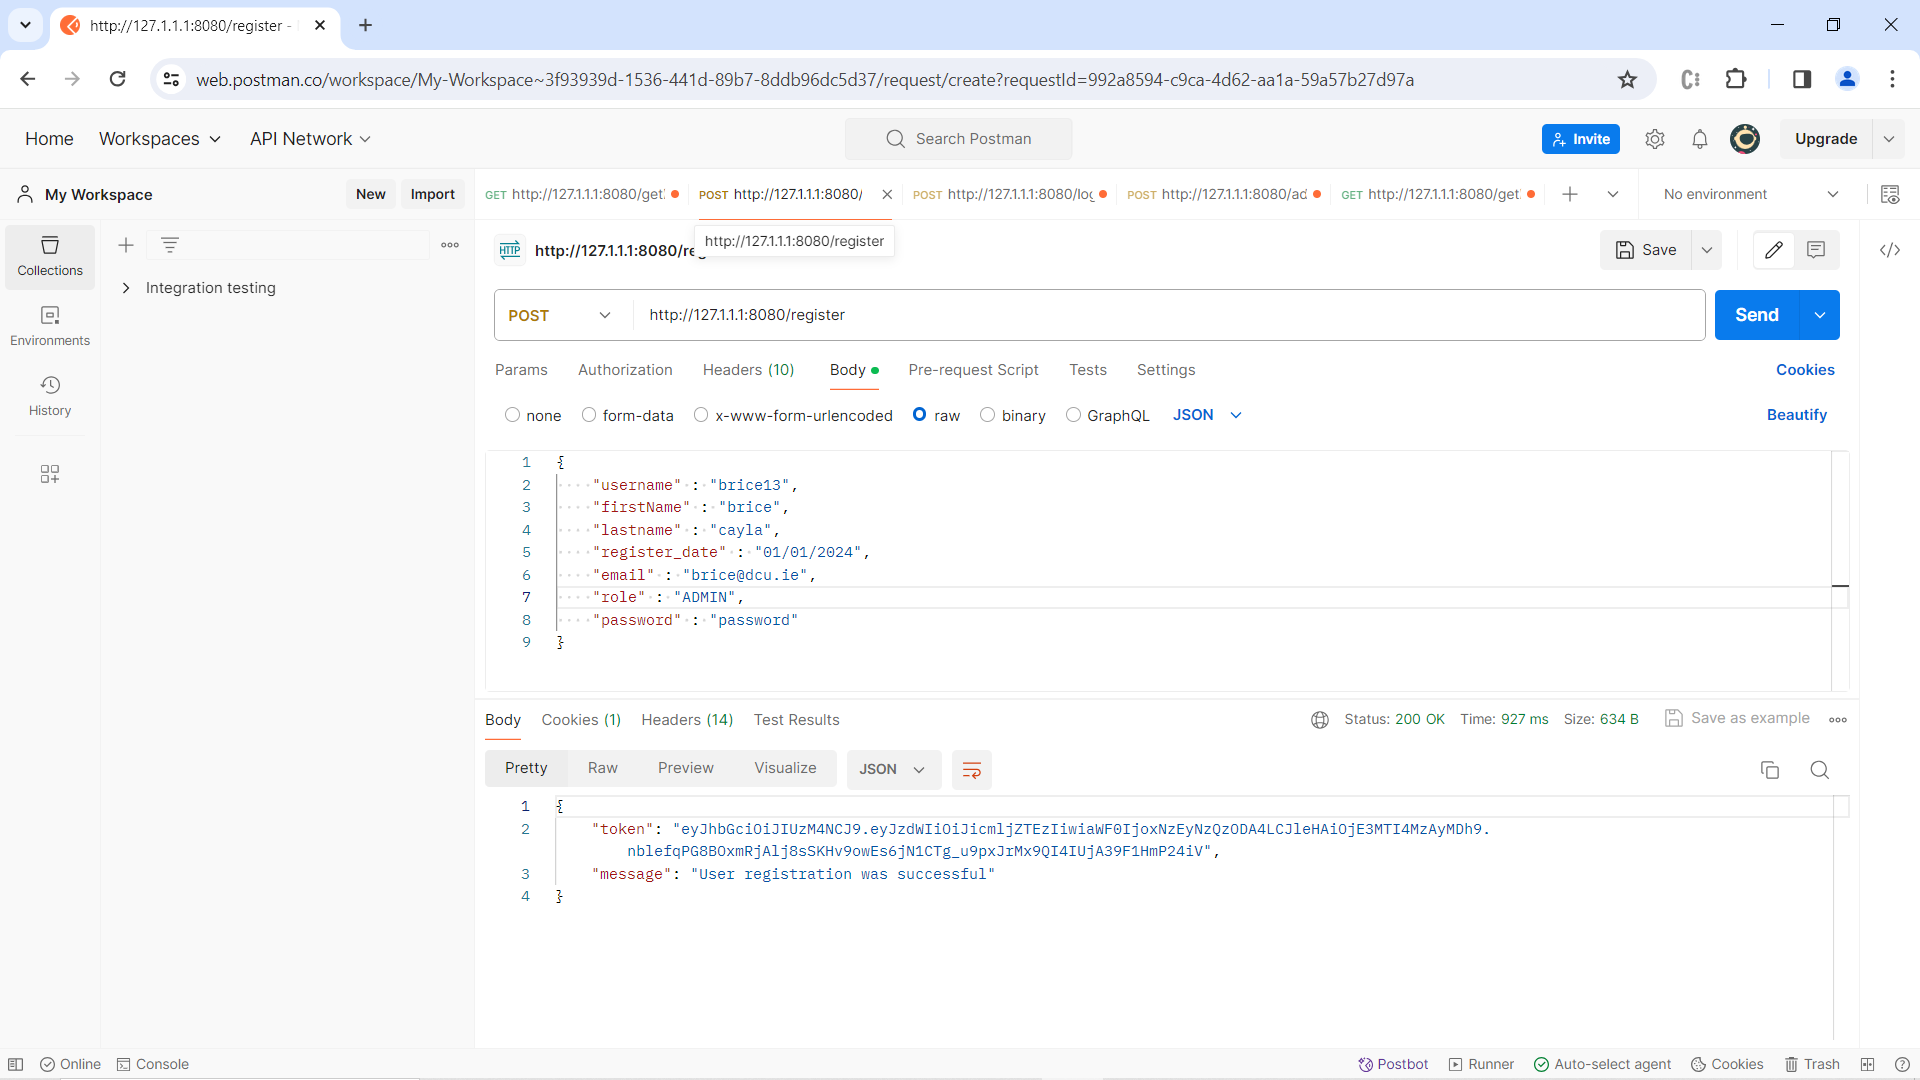 http://127.1.1.1:8080/register -
web.postman.co/workspace/My-Workspace~3f93939d-1536-441d-89b7-8ddb96dc5d37/request/create?requestId=992a8594-c9ca-4d62-aa1a-59a57b27d97a
Home Workspaces API Network Search Postman Invite Upgrade
My Workspace New Import GET http://127.1.1.1:8080/get POST http://127.1.1.1:8080/ POST http://127.1.1.1:8080/log POST http://127.1.1.1:8080/ad GET http://127.1.1.1:8080/get No environment
http://127.1.1.1:8080/register
Collections HTTP http://127.1.1.1:8080/reg Save
Integration testing
Environments POST http://127.1.1.1:8080/register Send
Params Authorization Headers (10) Body Pre-request Script Tests Settings Cookies
History none form-data x-www-form-urlencoded raw binary GraphQL JSON Beautify
1 {
2 "username" : "brice13",
3 "firstName" : "brice",
4 "lastname" : "cayla",
5 "register_date" : "01/01/2024",
6 "email" : "brice@dcu.ie",
7 "role" : "ADMIN",
8 "password" : "password"
9 }
Body Cookies (1) Headers (14) Test Results Status: 200 OK Time: 927 ms Size: 634 B Save as example
Pretty Raw Preview Visualize JSON
1 {
2 "token": "eyJhbGciOiJIUzM4NCJ9.eyJzdWIiOiJicmljZTEzIiwiaWF0IjoxNzEyNzQzODA4LCJleHAiOjE3MTI4MzAyMDh9.
nblefqPG8BOxmRjAlj8sSKHv9owEs6jN1CTg_u9pxJrMx9QI4IUjA39F1HmP24iV",
3 "message": "User registration was successful"
4 }
Online Console Postbot Runner Auto-select agent Cookies Trash